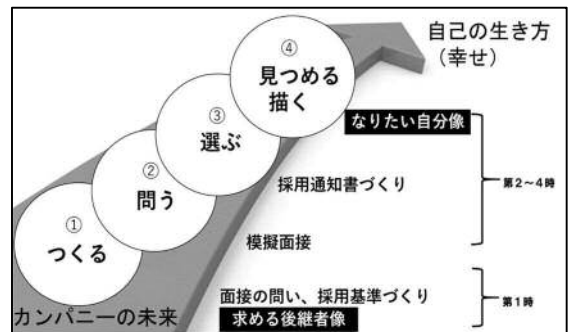 自己の生き方
（幸せ）
④
見つめる
描く
③
選ぶ
なりたい自分像
②
問う
採用通知書づくり
第2～4時
①
つくる
模擬面接
面接の問い、採用基準づくり
第1時
カンパニーの未来
求める後継者像